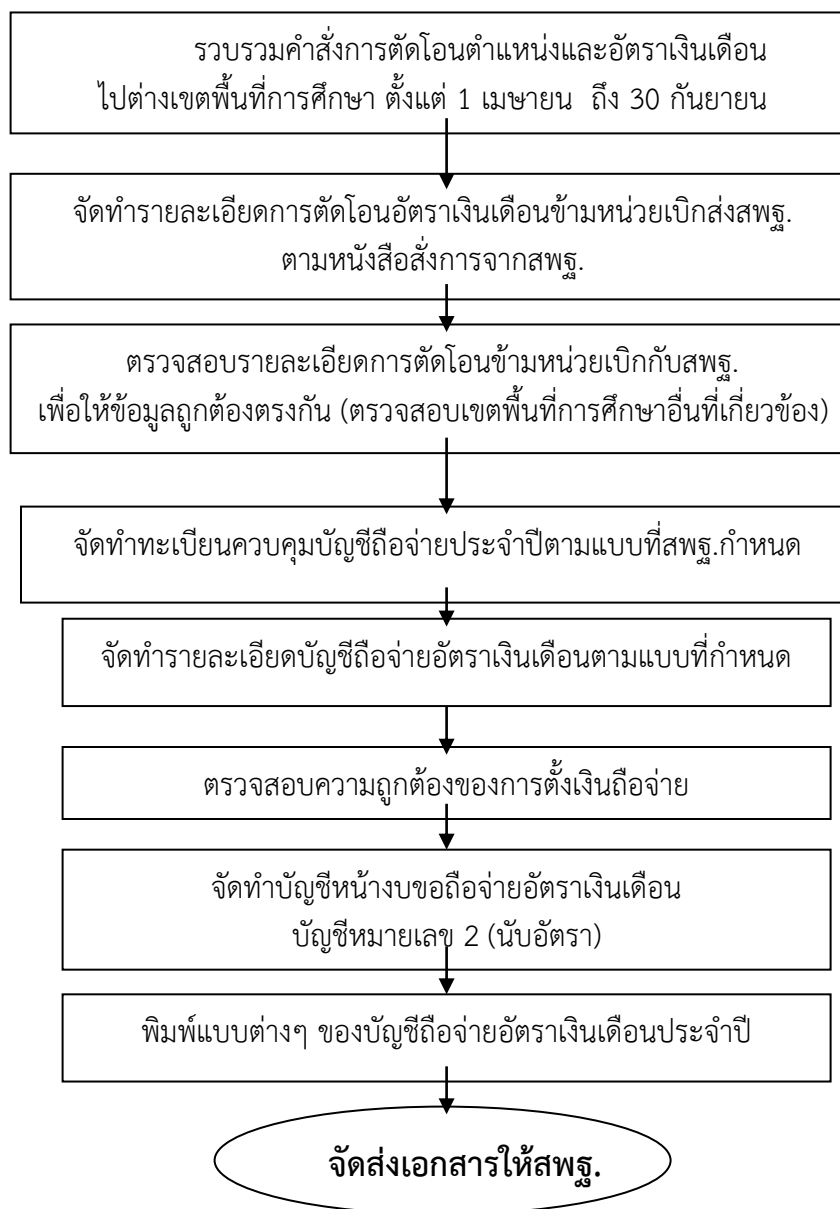 รวบรวมคำสั่งการตัดโอนตำแหน่งและอัตราเงินเดือน
ไปต่างเขตพื้นที่การศึกษา ตั้งแต่ 1 เมษายน ถึง 30 กันยายน
จัดทำรายละเอียดการตัดโอนอัตราเงินเดือนข้ามหน่วยเบิกส่งสพฐ.
ตามหนังสือสั่งการจากสพฐ.
ตรวจสอบรายละเอียดการตัดโอนข้ามหน่วยเบิกกับสพฐ.
เพื่อให้ข้อมูลถูกต้องตรงกัน (ตรวจสอบเขตพื้นที่การศึกษาอื่นที่เกี่ยวข้อง)
จัดทำทะเบียนควบคุมบัญชีถือจ่ายประจำปีตามแบบที่สพฐ.กำหนด
จัดทำรายละเอียดบัญชีถือจ่ายอัตราเงินเดือนตามแบบที่กำหนด
ตรวจสอบความถูกต้องของการตั้งเงินถือจ่าย
จัดทำบัญชีหน้างบขอถือจ่ายอัตราเงินเดือน
บัญชีหมายเลข 2 (นับอัตรา)
พิมพ์แบบต่างๆ ของบัญชีถือจ่ายอัตราเงินเดือนประจำปี
จัดส่งเอกสารให้สพฐ.